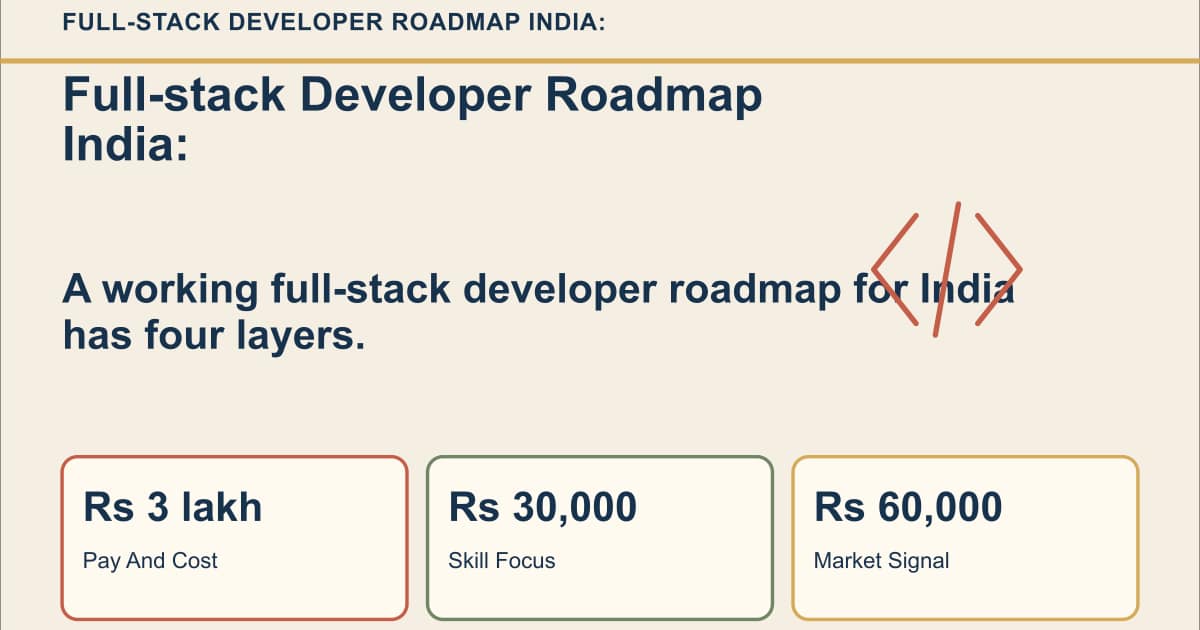 FULL-STACK DEVELOPER ROADMAP INDIA:
Full-stack Developer Roadmap
India:
A working full-stack developer roadmap for India
has four layers.
Rs 3 lakh
Pay And Cost
Rs 30,000
Skill Focus
Rs 60,000
Market Signal